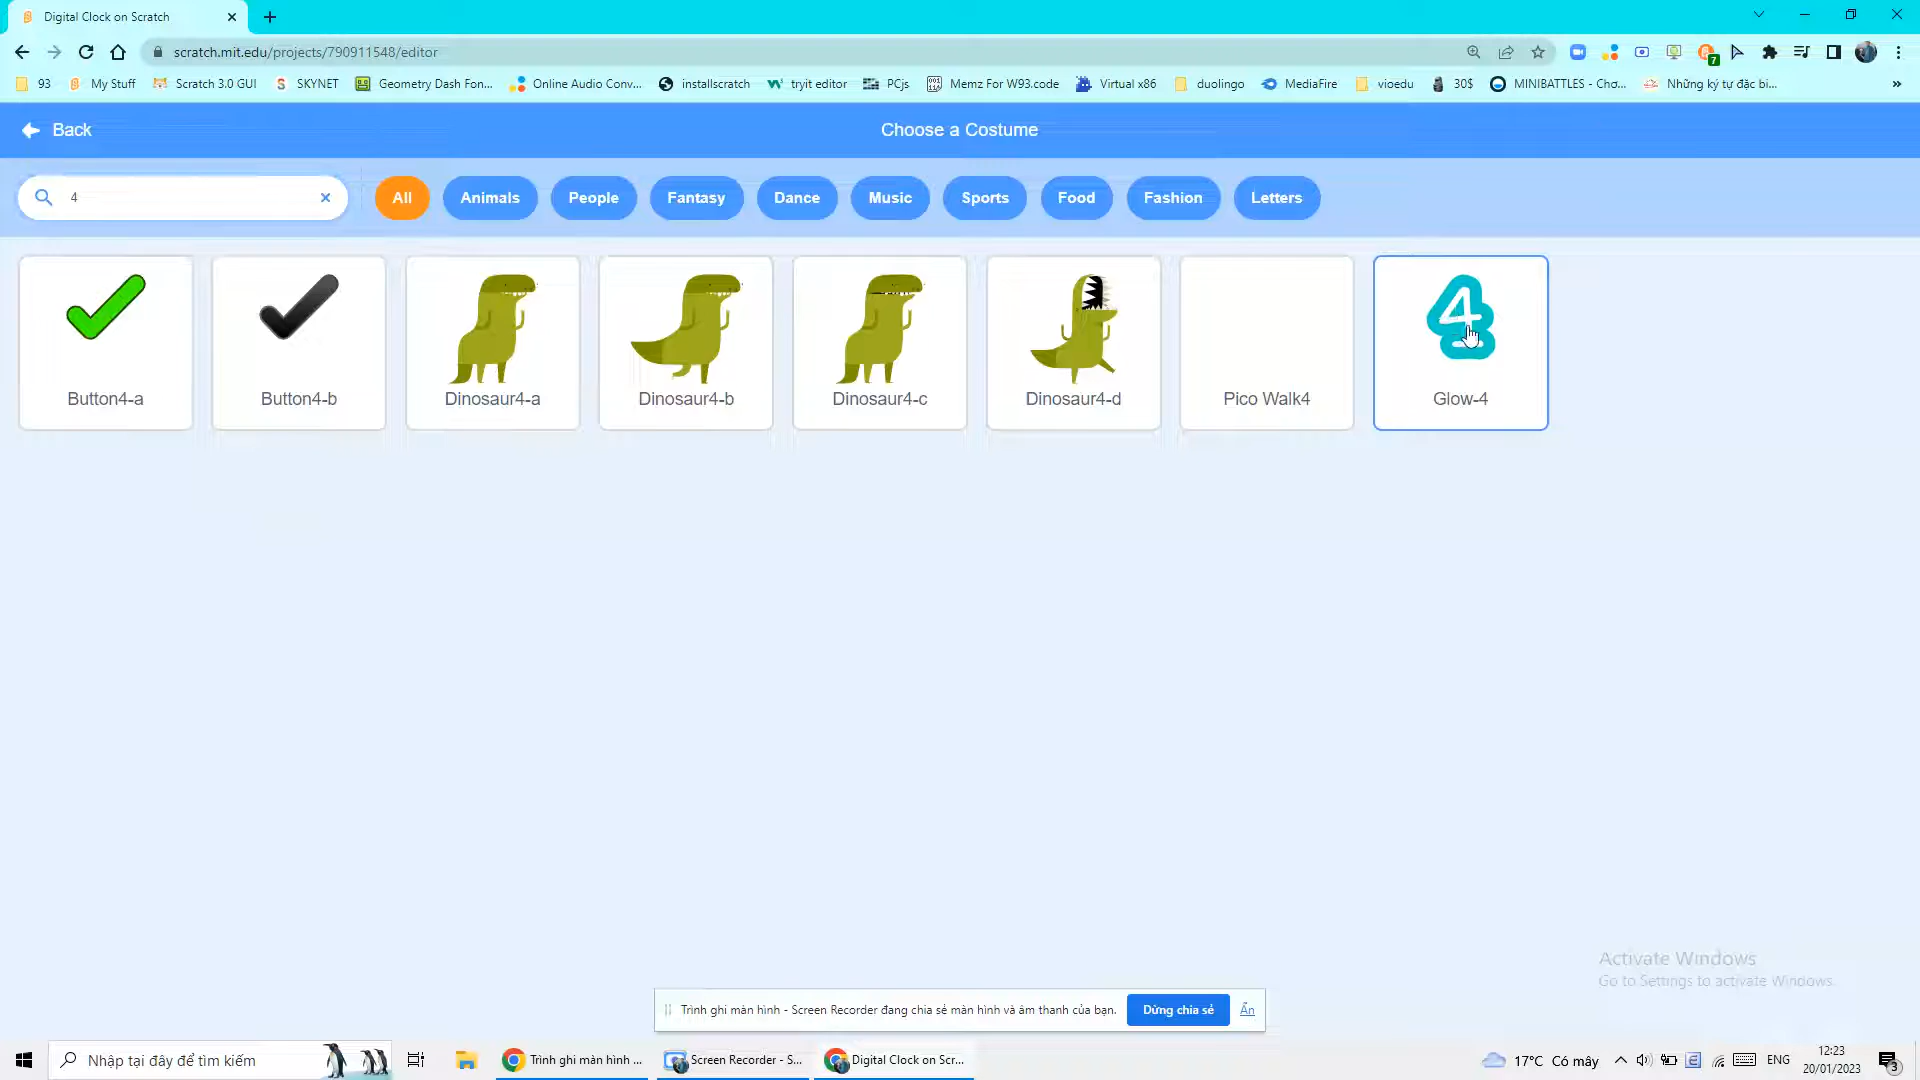 Digital Clock on Scratch
scratch.mit.edu/projects/790911548/editor
7
93 My Stuff Scratch 3.0 GUI SKYNET Geometry Dash Fon... Online Audio Conv... installscratch tryit editor PCjs Memz For W93.code Virtual x86 duolingo MediaFire vioedu 30$ MINIBATTLES - Chơ... Những ký tự đặc bi... »
Back Choose a Costume
4 All Animals People Fantasy Dance Music Sports Food Fashion Letters
4
Button4-a Button4-b Dinosaur4-a Dinosaur4-b Dinosaur4-c Dinosaur4-d Pico Walk4 Glow-4
Activate Windows
Go to Settings to activate Windows.
Trình ghi màn hình - Screen Recorder đang chia sẻ màn hình và âm thanh của bạn. Dừng chia sẻ Ẩn
Nhập tại đây để tìm kiếm Trình ghi màn hình ... Screen Recorder - S... Digital Clock on Scr... 17°C Có mây ENG 12:23
20/01/2023 3